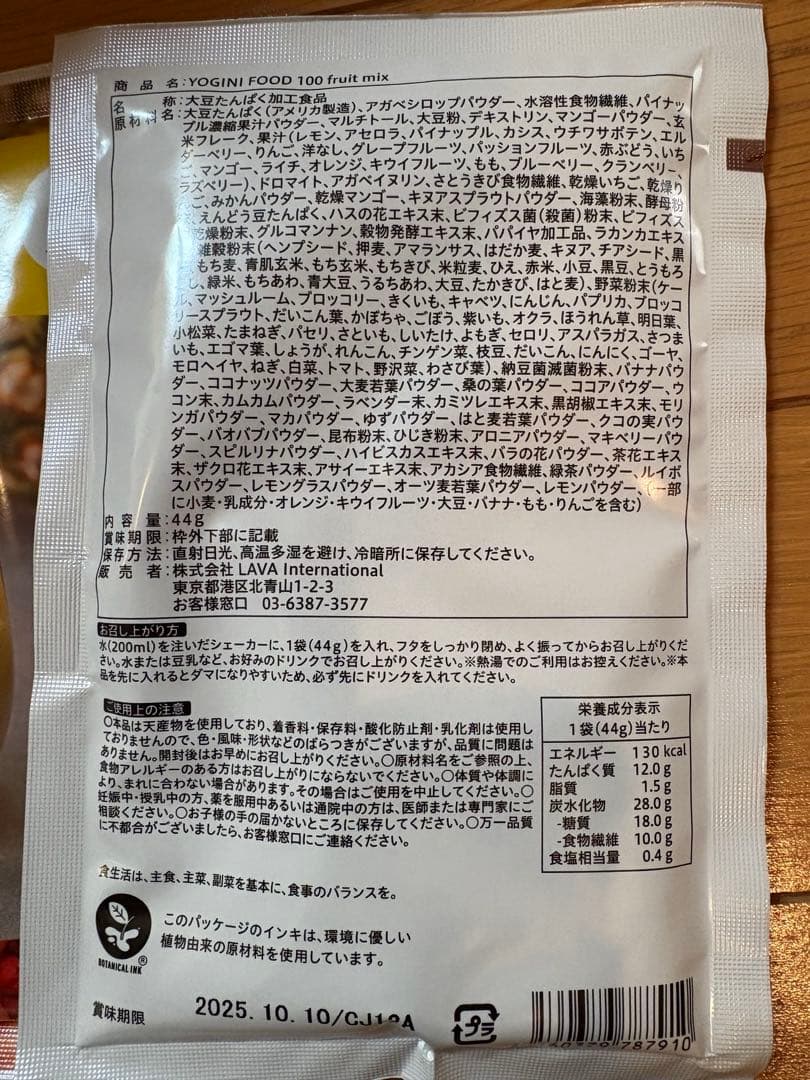 商品名:YOGINI FOOD 100 fruit mix
名称:大豆たんぱく加工食品
原材料名:大豆たんぱく(アメリカ製造)、アガベシロップパウダー、水溶性食物繊維、パイナッ
プル濃縮果汁パウダー、マルチトール、大豆粉、デキストリン、マンゴーパウダー、玄
米フレーク、果汁(レモン、アセロラ、パイナップル、カシス、ウチワサボテン、エル
ダーベリー、りんご、洋なし、グレープフルーツ、パッションフルーツ、赤ぶどう、いち
ご、マンゴー、ライチ、オレンジ、キウイフルーツ、もも、ブルーベリー、クランベリー、
ラズベリー)、ドロマイト、アガベイヌリン、さとうきび食物繊維、乾燥いちご、乾燥り
んご、みかんパウダー、乾燥マンゴー、キヌアスプラウトパウダー、海藻粉末、酵母粉
末、えんどう豆たんぱく、ハスの花エキス末、ビフィズス菌(殺菌)粉末、ビフィズス
乾燥粉末、グルコマンナン、穀物発酵エキス末、パパイヤ加工品、ラカンカエキス
雑穀粉末(ヘンプシード、押麦、アマランサス、はだか麦、キヌア、チアシード、黒
もち麦、青肌玄米、もち玄米、もちきび、米粒麦、ひえ、赤米、小豆、黒豆、とうもろ
し、緑米、もちあわ、青大豆、うるちあわ、大豆、たかきび、はと麦)、野菜粉末(ケー
ル、マッシュルーム、ブロッコリー、きくいも、キャベツ、にんじん、パプリカ、ブロッコ
リースプラウト、だいこん葉、かぼちゃ、ごぼう、紫いも、オクラ、ほうれん草、明日葉、
小松菜、たまねぎ、パセリ、さといも、しいたけ、よもぎ、セロリ、アスパラガス、さつま
いも、エゴマ葉、しょうが、れんこん、チンゲン菜、枝豆、だいこん、にんにく、ゴーヤ、
モロヘイヤ、ねぎ、白菜、トマト、野沢菜、わさび葉)、納豆菌滅菌粉末、バナナパウ
ダー、ココナッツパウダー、大麦若葉パウダー、桑の葉パウダー、ココアパウダー、ウ
コン末、カムカムパウダー、ラベンダー末、カミツレエキス末、黒胡椒エキス末、モリ
ンガパウダー、マカパウダー、ゆずパウダー、はと麦若葉パウダー、クコの実パウ
ダー、バオバブパウダー、昆布粉末、ひじき粉末、アロニアパウダー、マキベリーパウ
ダー、スピルリナパウダー、ハイビスカスエキス末、バラの花パウダー、茶花エキス
末、ザクロ花エキス末、アサイーエキス末、アカシア食物繊維、緑茶パウダー、ルイボ
スパウダー、レモングラスパウダー、オーツ麦若葉パウダー、レモンパウダー、(一部
に小麦・乳成分・オレンジ・キウイフルーツ・大豆・バナナ・もも・りんごを含む)
内容量:44g
賞味期限:枠外下部に記載
保存方法:直射日光、高温多湿を避け、冷暗所に保存してください。
販売者:株式会社 LAVA International
東京都港区北青山1-2-3
お客様窓口 03-6387-3577
お召し上がり方
水(200ml)を注いだシェーカーに、1袋(44g)を入れ、フタをしっかり閉め、よく振ってからお召し上がりくだ
さい。水または豆乳など、お好みのドリンクでお召し上がりください。※熱湯でのご利用はお控えください。※本
品を先に入れるとダマになりやすいため、必ず先にドリンクを入れてください。
ご使用上の注意
○本品は天産物を使用しており、着香料・保存料・酸化防止剤・乳化剤は使用し
ておりませんので、色・風味・形状などのばらつきがございますが、品質に問題は
ありません。開封後はお早めにお召し上がりください。○原材料名をご参照の上、
食物アレルギーのある方はお召し上がりにならないでください。○体質や体調に
より、まれに合わない場合があります。その場合はご使用を中止してください。○
妊娠中・授乳中の方、薬を服用中あるいは通院中の方は、医師または専門家にご
相談ください。○お子様の手の届かないところに保存してください。○万一品質
に不都合がございましたら、お客様窓口にご連絡ください。
栄養成分表示
1袋(44g)当たり
エネルギー 130 kcal
たんぱく質 12.0 g
脂質 1.5 g
炭水化物 28.0 g
-糖質 18.0 g
-食物繊維 10.0 g
食塩相当量 0.4 g
食生活は、主食、主菜、副菜を基本に、食事のバランスを。
このパッケージのインキは、環境に優しい
植物由来の原材料を使用しています。
BOTANICAL INK ®
賞味期限 2025.10.10/CJ12A
プラ
787910